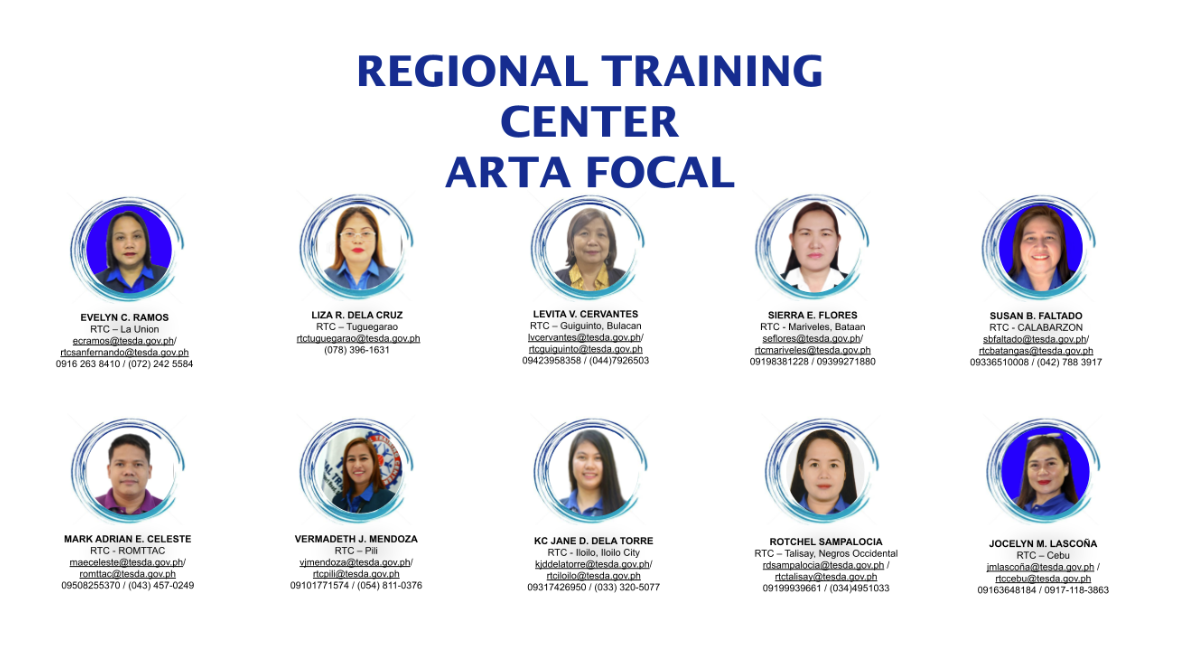 REGIONAL TRAINING
CENTER
ARTA FOCAL
EVELYN C. RAMOS
RTC – La Union
ecramos@tesda.gov.ph/
rtcsanfernando@tesda.gov.ph
0916 263 8410 / (072) 242 5584
LIZA R. DELA CRUZ
RTC – Tuguegarao
rtctuguegarao@tesda.gov.ph
(078) 396-1631
LEVITA V. CERVANTES
RTC – Guiguinto, Bulacan
lvcervantes@tesda.gov.ph/
rtcguiguinto@tesda.gov.ph
09423958358 / (044)7926503
SIERRA E. FLORES
RTC - Mariveles, Bataan
seflores@tesda.gov.ph/
rtcmariveles@tesda.gov.ph
09198381228 / 09399271880
SUSAN B. FALTADO
RTC - CALABARZON
sbfaltado@tesda.gov.ph/
rtcbatangas@tesda.gov.ph
09336510008 / (042) 788 3917
MARK ADRIAN E. CELESTE
RTC - ROMTTAC
maeceleste@tesda.gov.ph/
romttac@tesda.gov.ph
09508255370 / (043) 457-0249
VERMADETH J. MENDOZA
RTC – Pili
vjmendoza@tesda.gov.ph/
rtcpili@tesda.gov.ph
09101771574 / (054) 811-0376
KC JANE D. DELA TORRE
RTC - Iloilo, Iloilo City
kjddelatorre@tesda.gov.ph/
rtciloilo@tesda.gov.ph
09317426950 / (033) 320-5077
ROTCHEL SAMPALOCIA
RTC – Talisay, Negros Occidental
rdsampalocia@tesda.gov.ph /
rtctalisay@tesda.gov.ph
09199939661 / (034)4951033
JOCELYN M. LASCOÑA
RTC – Cebu
jmlascoña@tesda.gov.ph /
rtccebu@tesda.gov.ph
09163648184 / 0917-118-3863